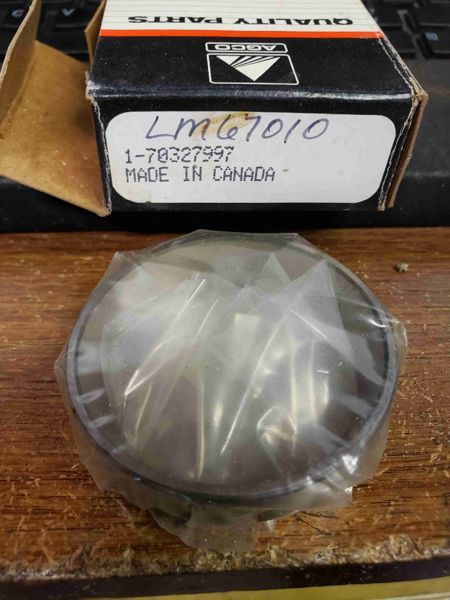 QUALITY PARTS
AGCO
LM67010
1-70327997
MADE IN CANADA